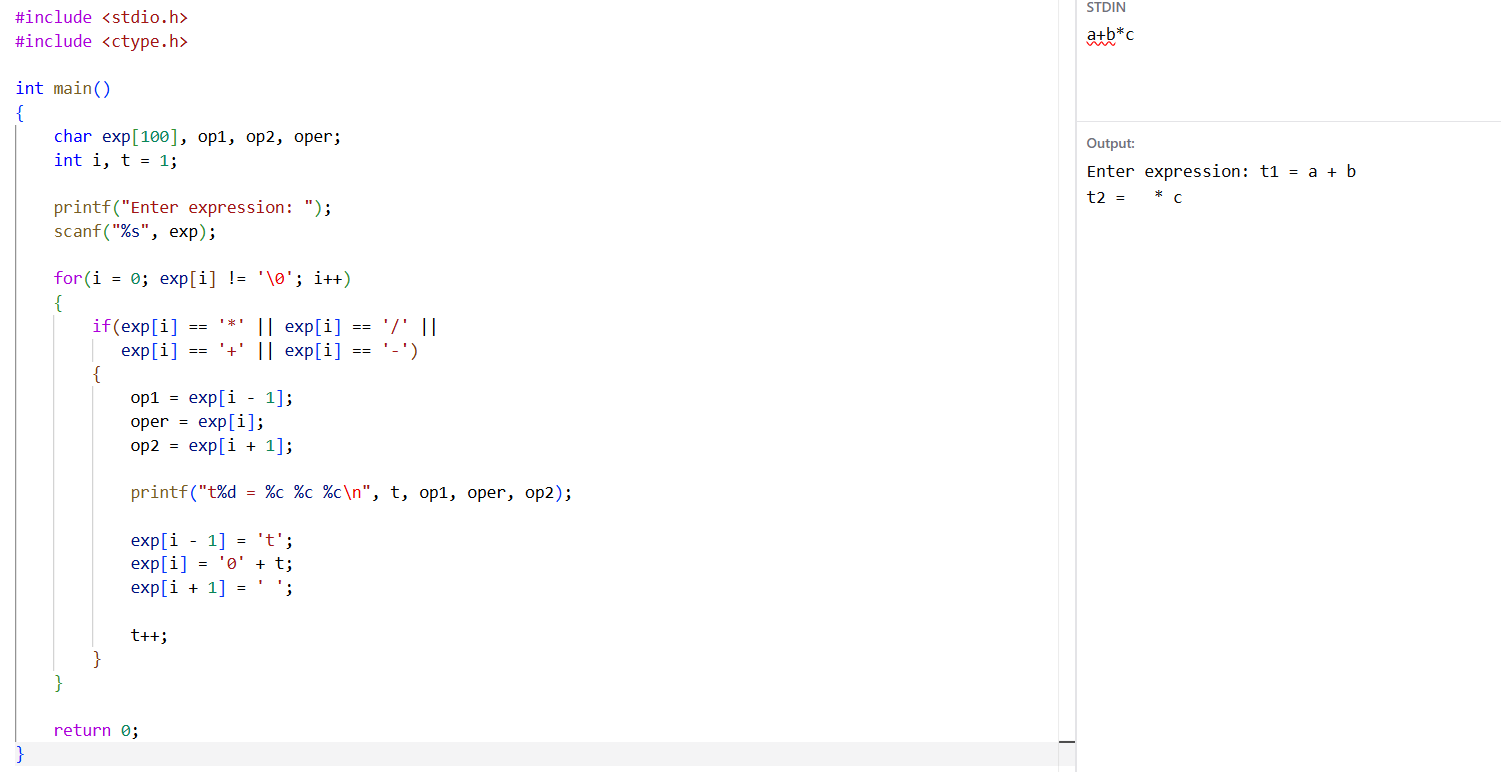 #include <stdio.h>
#include <ctype.h>
int main()
{
    char exp[100], op1, op2, oper;
    int i, t = 1;
    printf("Enter expression: ");
    scanf("%s", exp);
    for(i = 0; exp[i] != '\0'; i++)
    {
        if(exp[i] == '*' || exp[i] == '/' ||
           exp[i] == '+' || exp[i] == '-')
        {
            op1 = exp[i - 1];
            oper = exp[i];
            op2 = exp[i + 1];
            printf("t%d = %c %c %c\n", t, op1, oper, op2);
            exp[i - 1] = 't';
            exp[i] = '0' + t;
            exp[i + 1] = ' ';
            t++;
        }
    }
    return 0;
}
STDIN
a+b*c
Output:
Enter expression: t1 = a + b
t2 =   * c